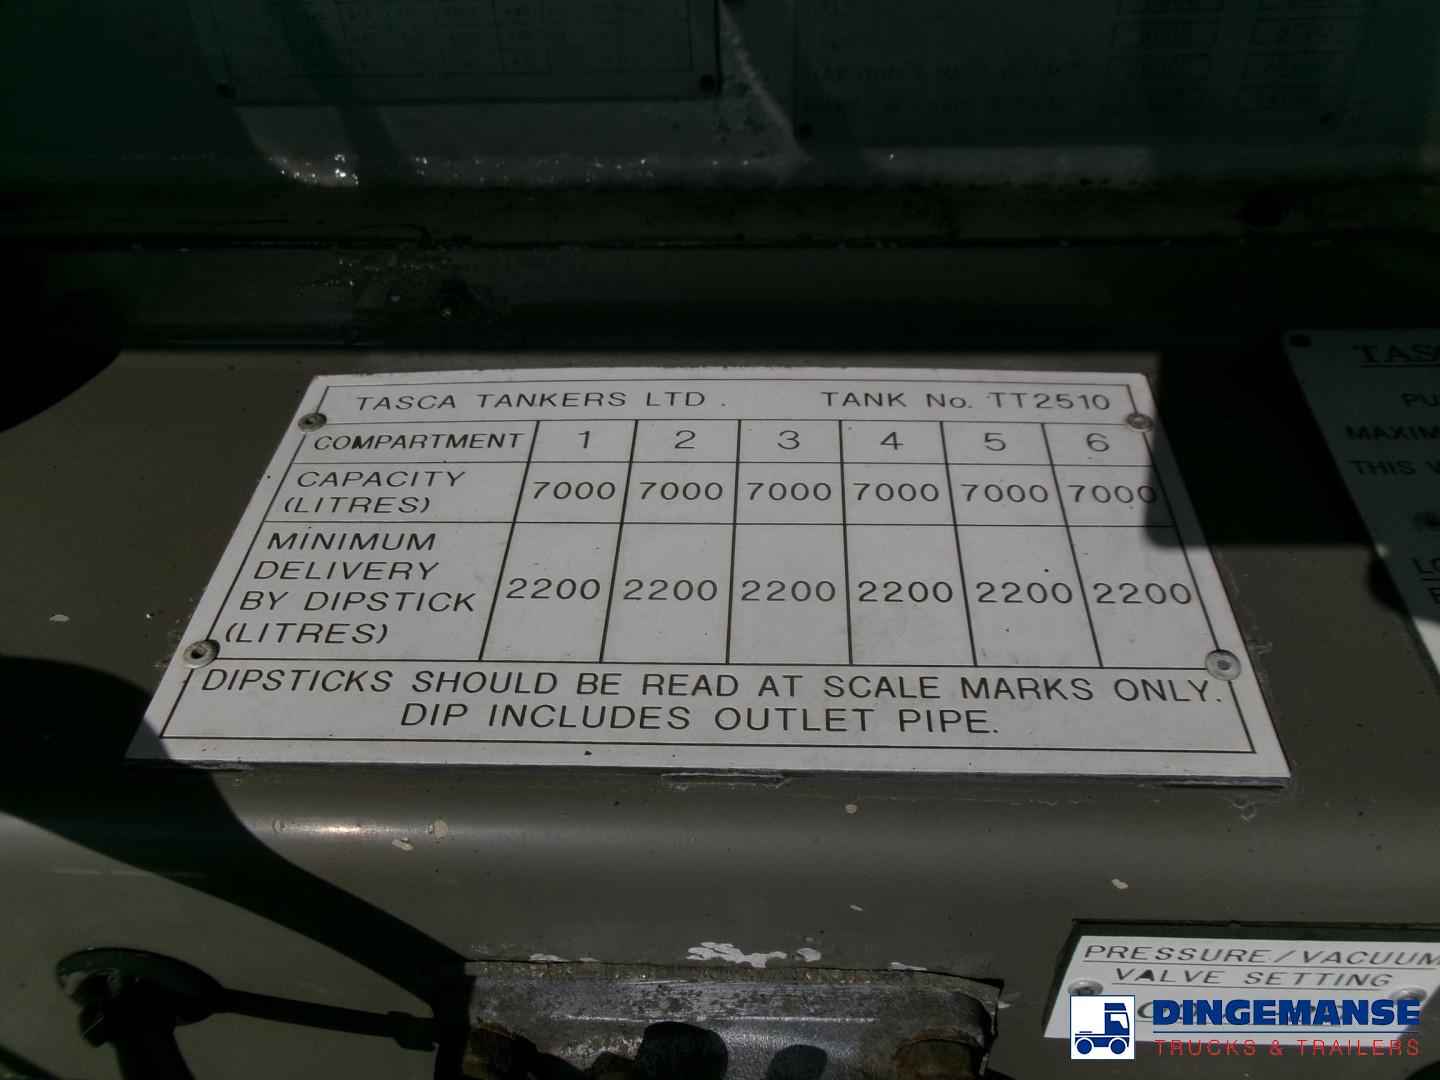 TASCA TANKERS LTD. TANK No. TT2510
COMPARTMENT 1 2 3 4 5 6
CAPACITY
(LITRES) 7000 7000 7000 7000 7000 7000
MINIMUM
DELIVERY
BY DIPSTICK
(LITRES) 2200 2200 2200 2200 2200 2200
DIPSTICKS SHOULD BE READ AT SCALE MARKS ONLY.
DIP INCLUDES OUTLET PIPE.
THIS
PRESSURE/VACUUM
VALVE SETTING
DINGEMANSE
TRUCKS & TRAILERS